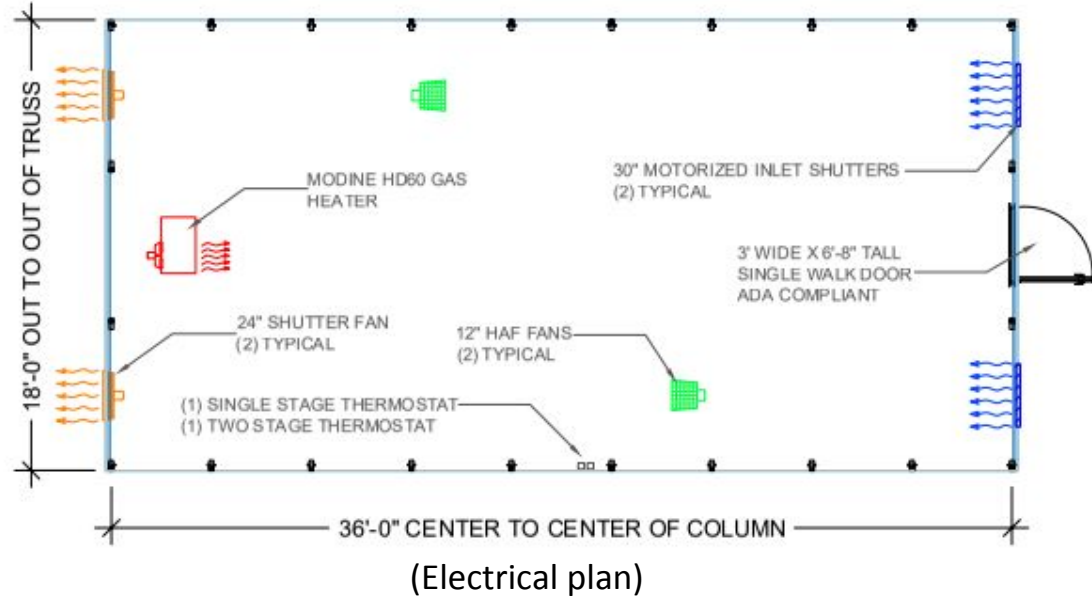 18'-0" OUT TO OUT OF TRUSS
MODINE HD60 GAS
HEATER
30" MOTORIZED INLET SHUTTERS
(2) TYPICAL
3' WIDE X 6'-8" TALL
SINGLE WALK DOOR
ADA COMPLIANT
24" SHUTTER FAN
(2) TYPICAL
12" HAF FANS
(2) TYPICAL
(1) SINGLE STAGE THERMOSTAT
(1) TWO STAGE THERMOSTAT
36'-0" CENTER TO CENTER OF COLUMN
(Electrical plan)